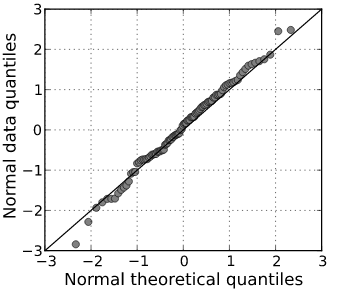 Normal data quantiles
3
2
1
0
−1
−2
−3
−3 −2 −1 0 1 2 3
Normal theoretical quantiles